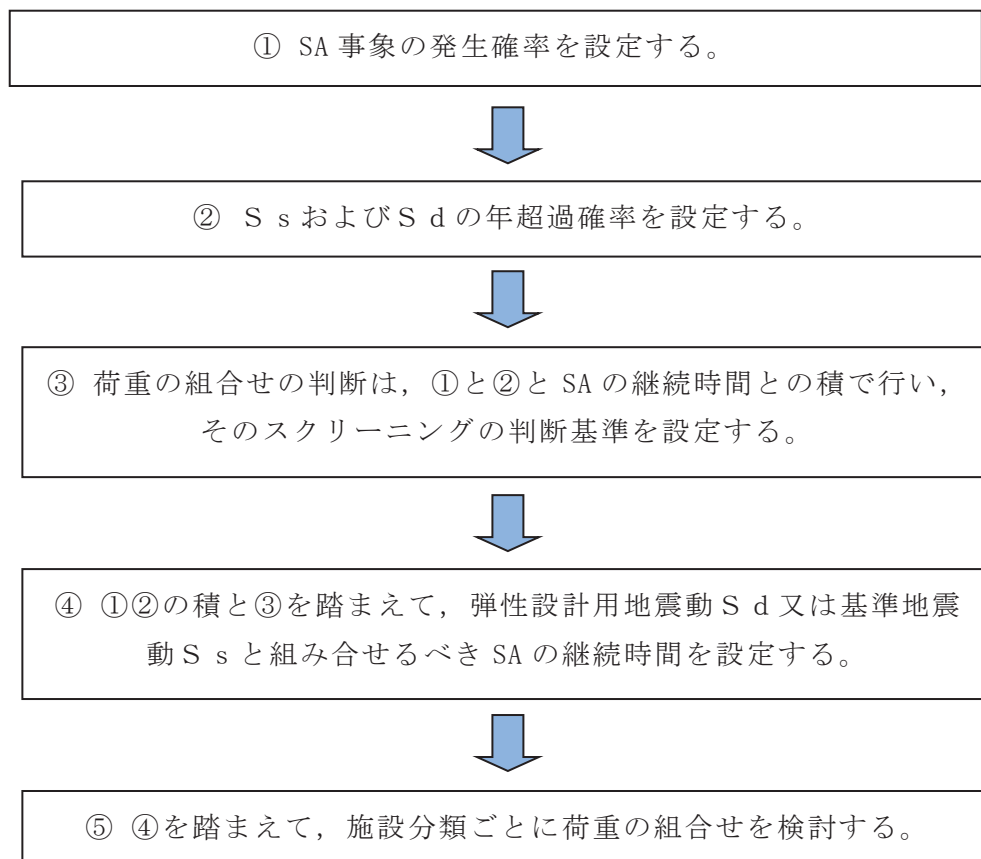 ① SA 事象の発生確率を設定する。
② ＳｓおよびＳｄの年超過確率を設定する。
③ 荷重の組合せの判断は，①と②と SA の継続時間との積で行い，
そのスクリーニングの判断基準を設定する。
④ ①②の積と③を踏まえて，弾性設計用地震動Ｓｄ又は基準地震
動Ｓｓと組み合せるべき SA の継続時間を設定する。
⑤ ④を踏まえて，施設分類ごとに荷重の組合せを検討する。